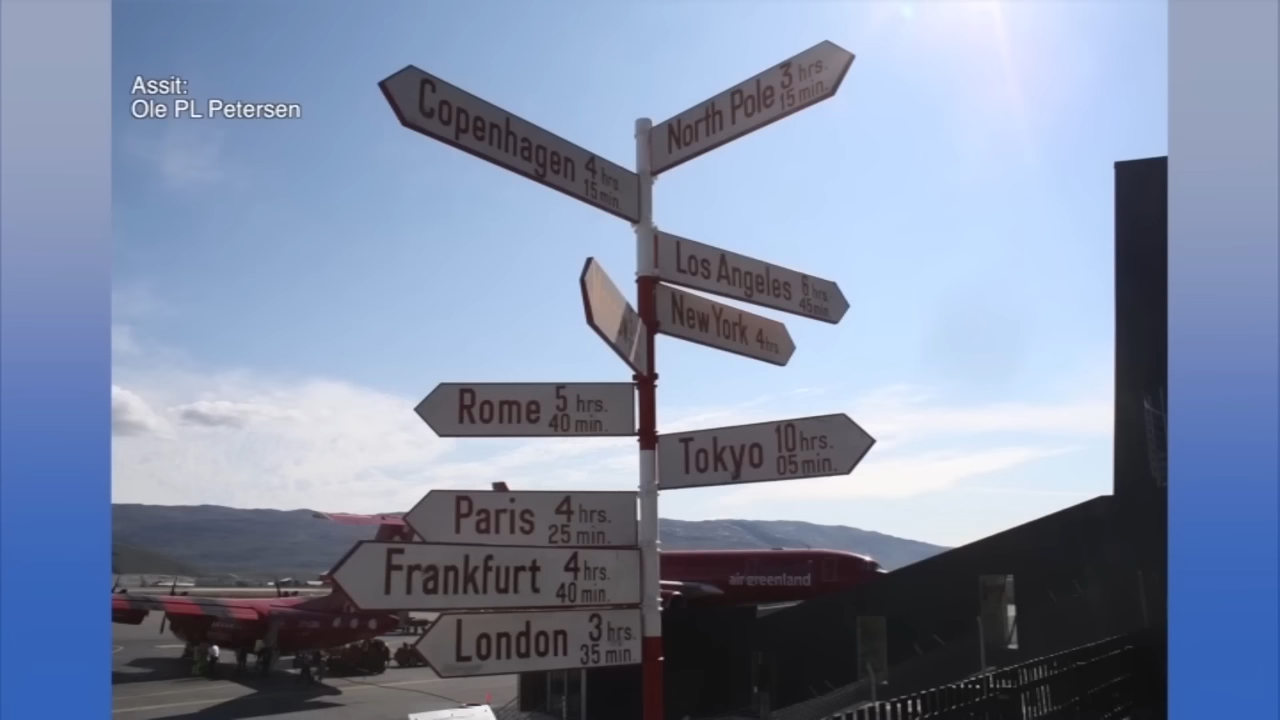 Assit:
Ole PL Petersen
Copenhagen 4 hrs
15 min.
North Pole 3 hrs.
15 min.
Los Angeles 6 hrs.
45 min
New York 4 hrs.
Rome 5 hrs.
40 min.
Tokyo 10 hrs.
05 min.
Paris 4 hrs.
25 min.
Frankfurt 4 hrs.
40 min.
air greenland
London 3 hrs.
35 min.